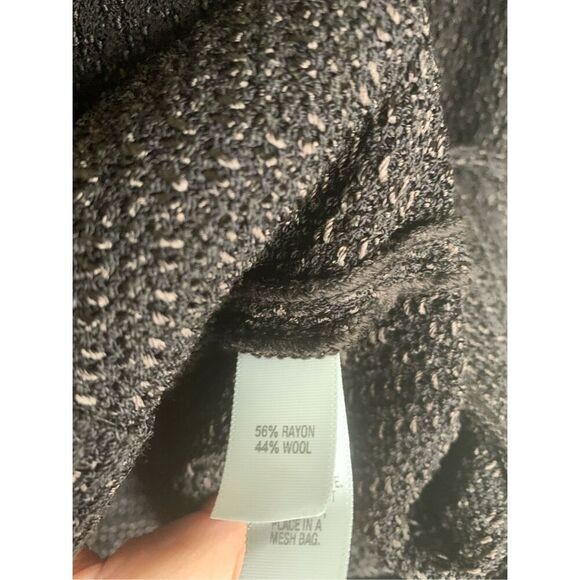 56% RAYON
44% WOOL
PLACE IN A
MESH BAG.